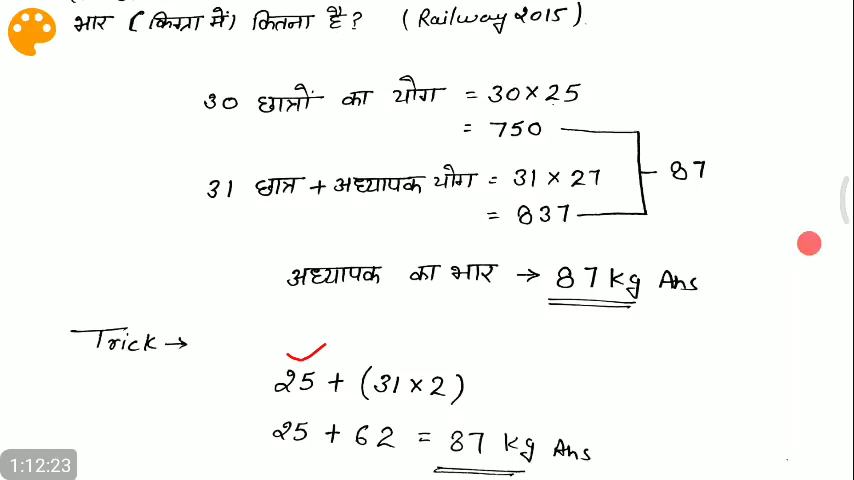 भार (किग्रा में) कितना है? (Railway 2015).
30 छात्रों का योग = 30 × 25
= 750
31 छात्र + अध्यापक योग = 31 × 27
= 837
87
अध्यापक का भार → 87 kg Ans
Trick →
25 + (31 × 2)
25 + 62 = 87 kg Ans
1:12:23